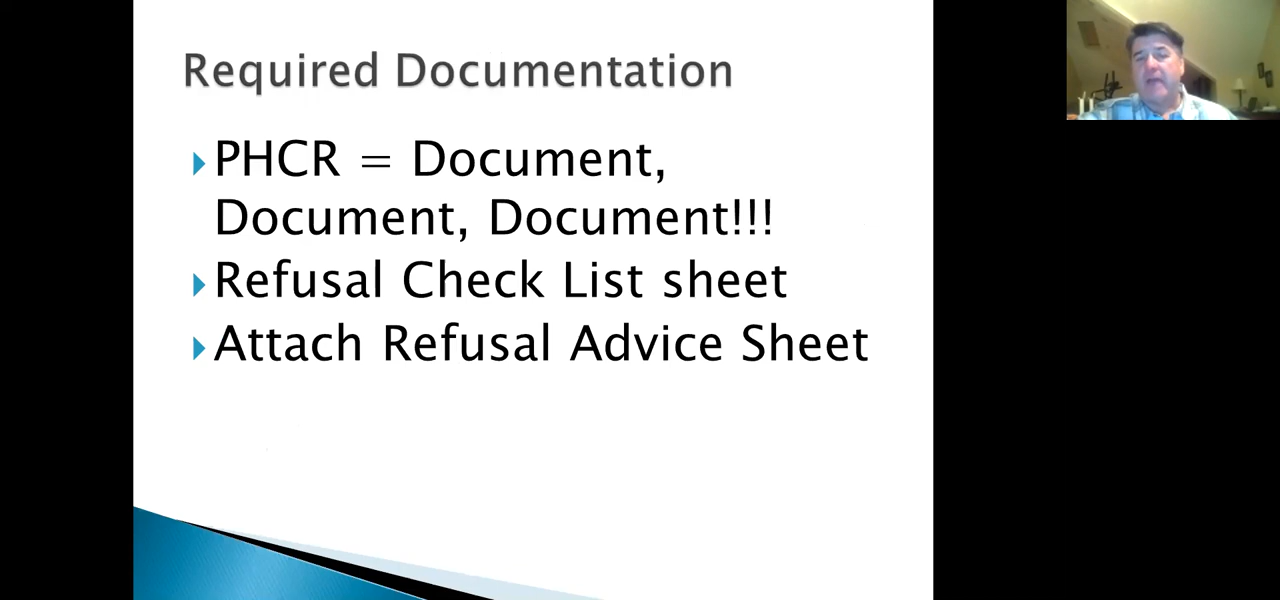 Required Documentation
PHCR = Document,
Document, Document!!!
Refusal Check List sheet
Attach Refusal Advice Sheet